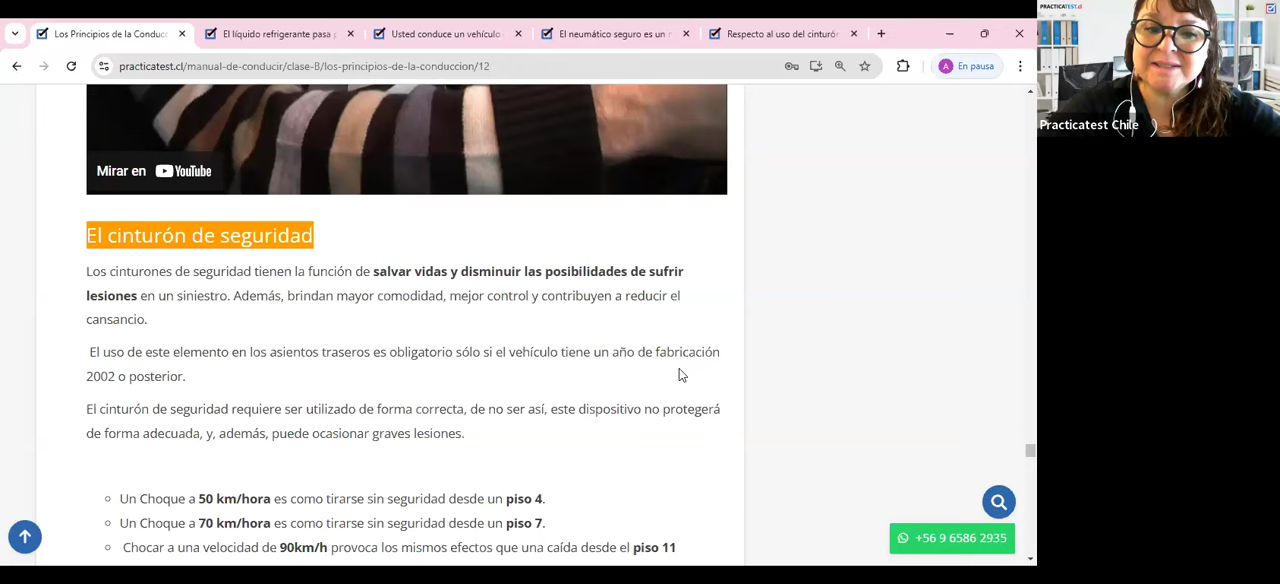 Los Principios de la Conducc
El líquido refrigerante pasa p
Usted conduce un vehículo
El neumático seguro es un r
Respecto al uso del cinturón
practicatest.cl/manual-de-conducir/clase-B/los-principios-de-la-conduccion/12
A En pausa
PRACTICATEST.cl
Practicatest Chile
Mirar en YouTube
El cinturón de seguridad
Los cinturones de seguridad tienen la función de salvar vidas y disminuir las posibilidades de sufrir
lesiones en un siniestro. Además, brindan mayor comodidad, mejor control y contribuyen a reducir el
cansancio.
El uso de este elemento en los asientos traseros es obligatorio sólo si el vehículo tiene un año de fabricación
2002 o posterior.
El cinturón de seguridad requiere ser utilizado de forma correcta, de no ser así, este dispositivo no protegerá
de forma adecuada, y, además, puede ocasionar graves lesiones.
Un Choque a 50 km/hora es como tirarse sin seguridad desde un piso 4.
Un Choque a 70 km/hora es como tirarse sin seguridad desde un piso 7.
Chocar a una velocidad de 90km/h provoca los mismos efectos que una caída desde el piso 11
+56 9 6586 2935